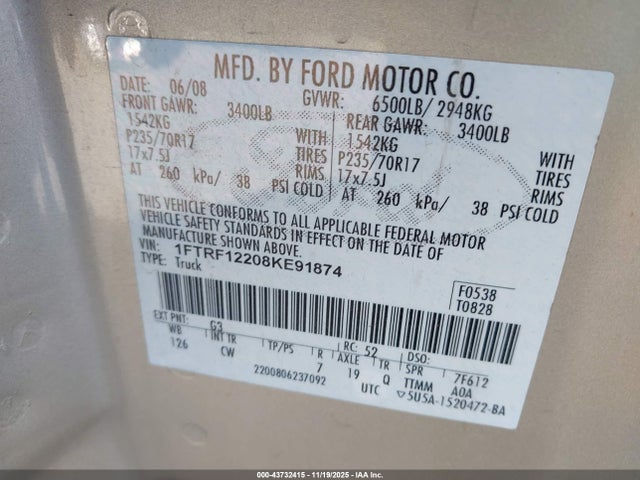 MFD. BY FORD MOTOR CO.
DATE: 06/08 GVWR: 6500LB/ 2948KG
FRONT GAWR: 3400LB REAR GAWR: 3400LB
1542KG WITH 1542KG WITH
P235/70R17 TIRES P235/70R17 TIRES
17x7.5J RIMS 17x7.5J RIMS
AT 260 kPa/ 38 PSI COLD AT 260 kPa/ 38 PSI COLD
THIS VEHICLE CONFORMS TO ALL APPLICABLE FEDERAL MOTOR
VEHICLE SAFETY STANDARDS IN EFFECT ON THE DATE OF
MANUFACTURE SHOWN ABOVE.
VIN: 1FTRF12208KE91874
TYPE: Truck
F0538
T0828
EXT PNT: G3 RC: 52 DSO:
WB INT TR TP/PS R AXLE TR SPR 7F612
126 CW 7 19 Q TTMM A0A
2200806237092 UTC ▽5U5A-1520472-BA
000-43732415 - 11/19/2025 - IAA Inc.